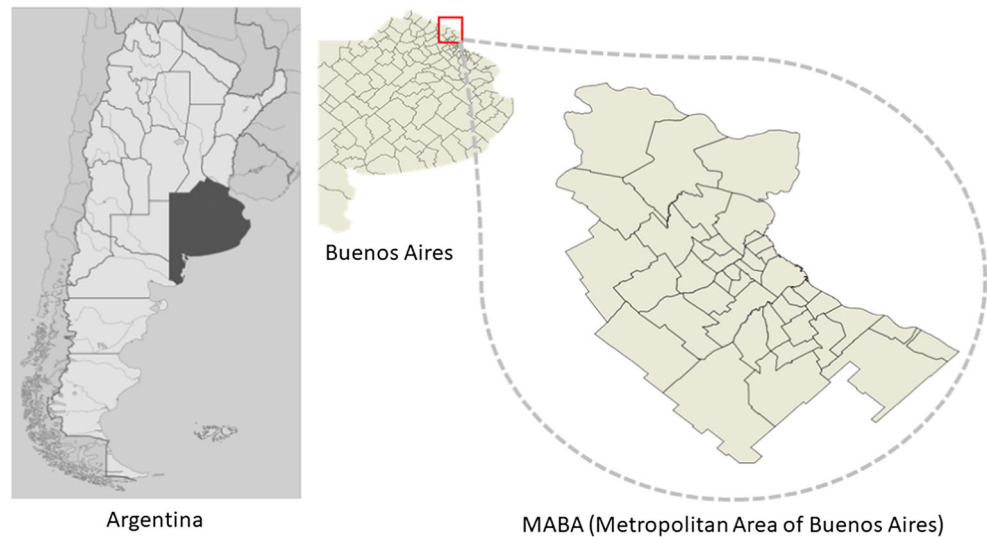 Buenos Aires
Argentina
MABA (Metropolitan Area of Buenos Aires)